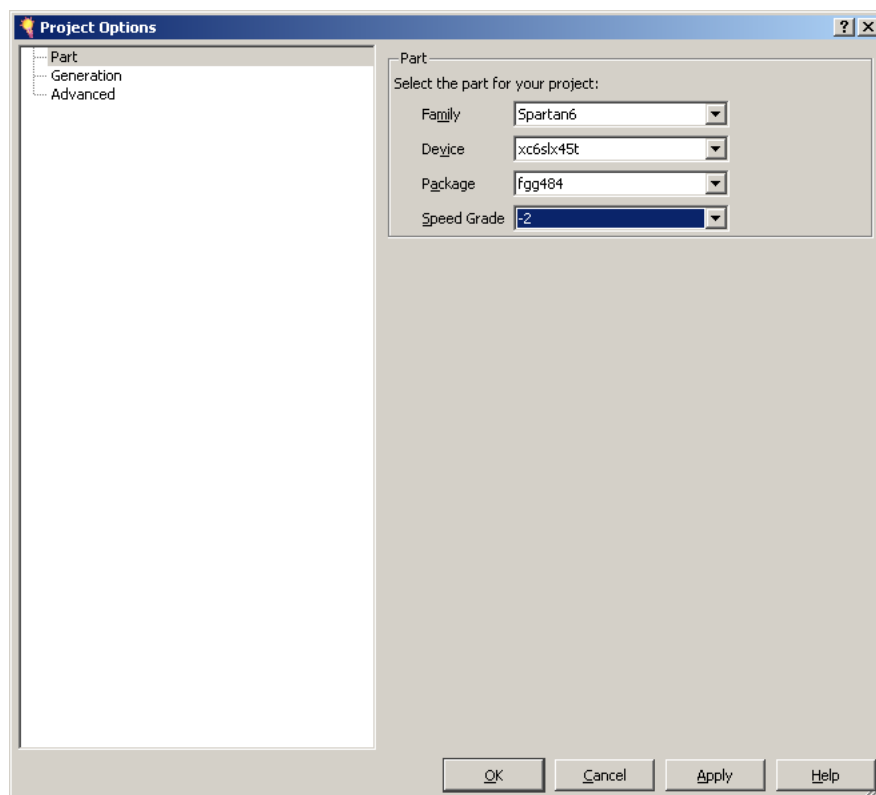 Project Options
Part
Generation
Advanced
Part
Select the part for your project:
Family Spartan6
Device xc6slx45t
Package fgg484
Speed Grade -2
OK Cancel Apply Help